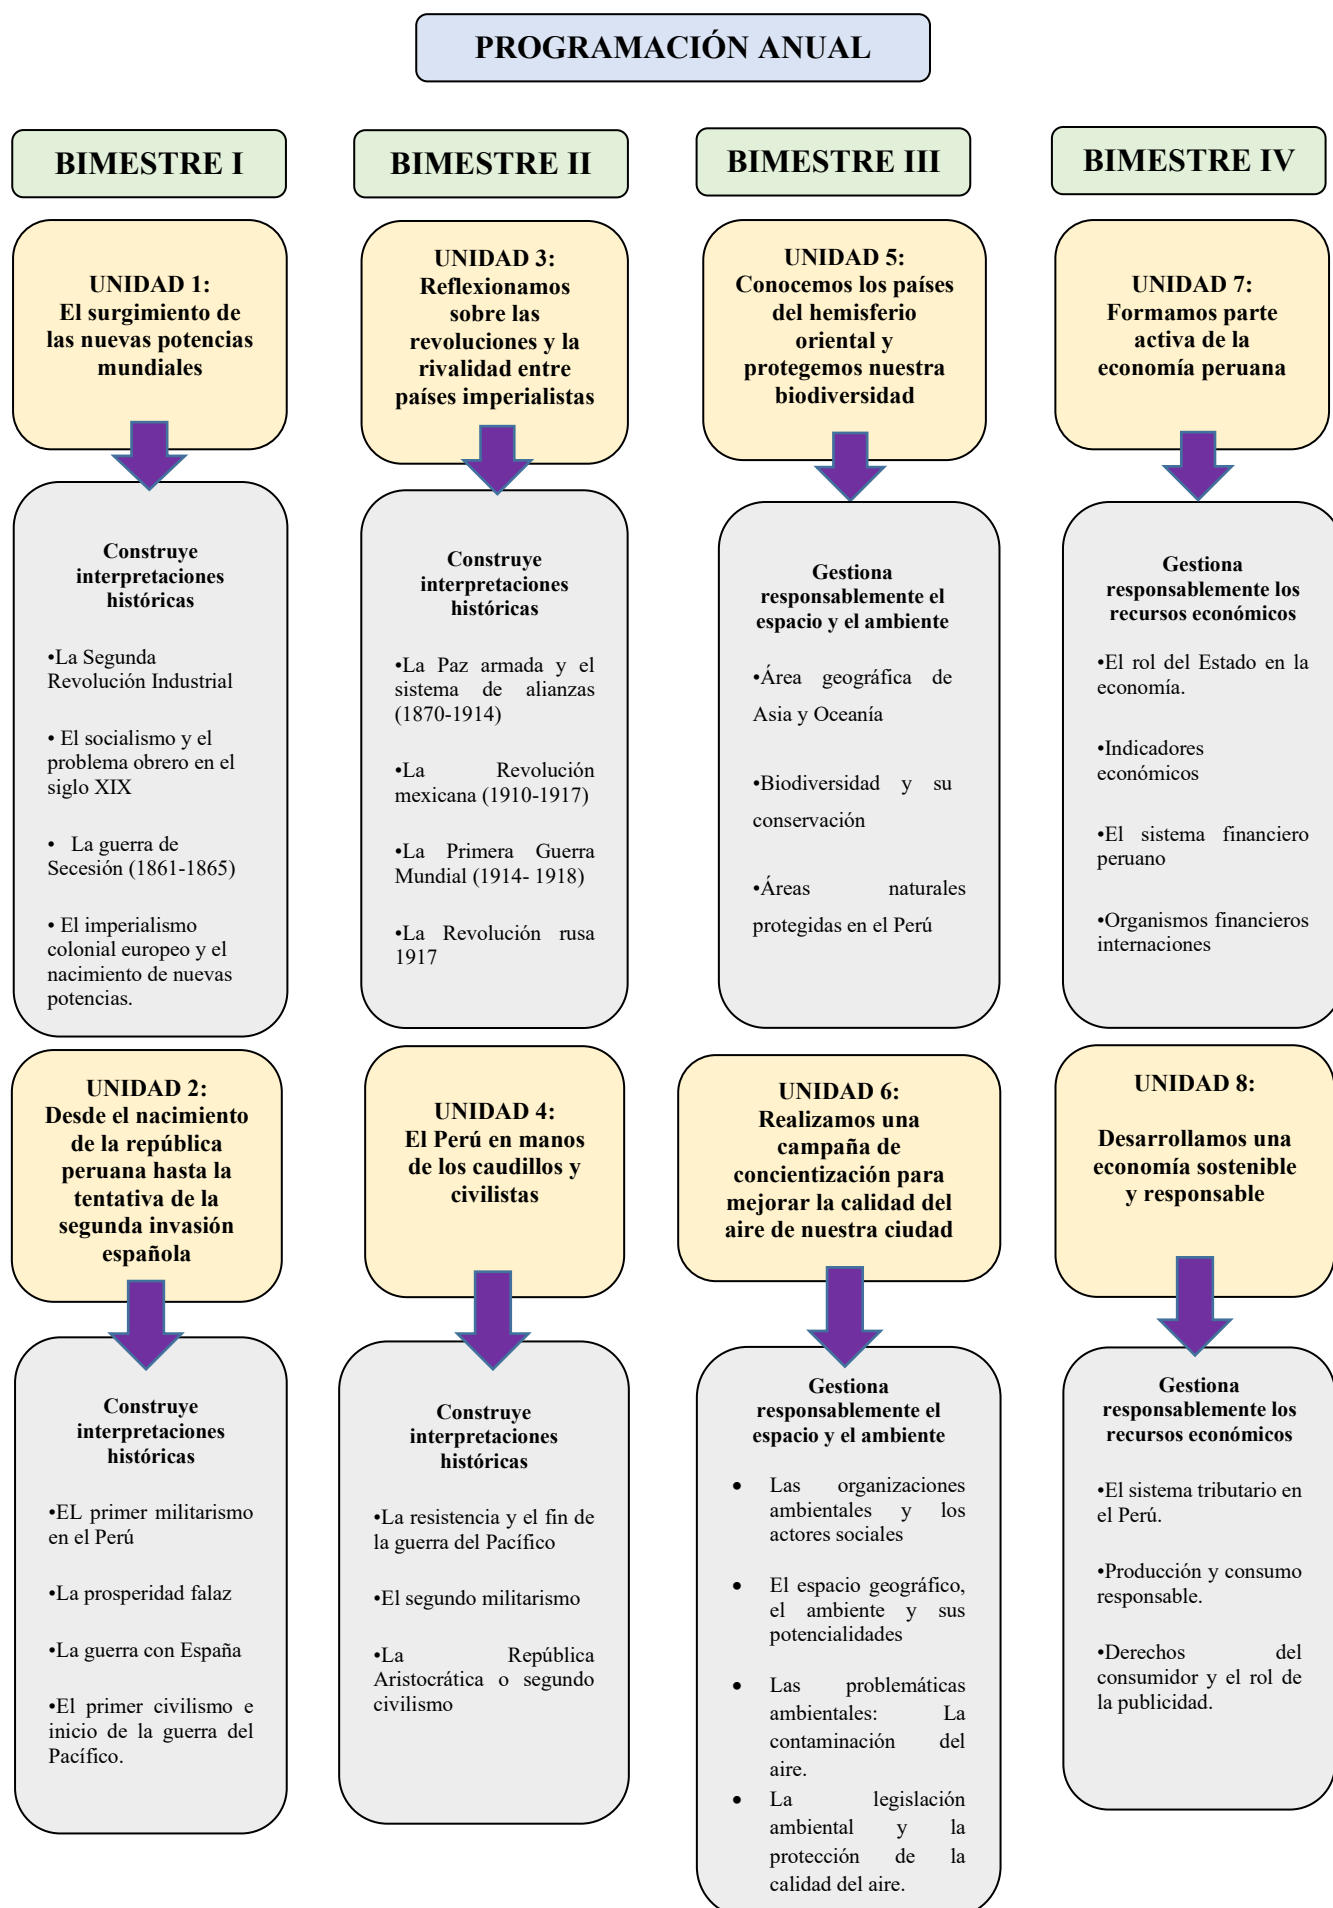 PROGRAMACIÓN ANUAL
BIMESTRE I
UNIDAD 1:
El surgimiento de
las nuevas potencias
mundiales
Construye
interpretaciones
históricas
•La Segunda
Revolución Industrial
• El socialismo y el
problema obrero en el
siglo XIX
• La guerra de
Secesión (1861-1865)
• El imperialismo
colonial europeo y el
nacimiento de nuevas
potencias.
UNIDAD 2:
Desde el nacimiento
de la república
peruana hasta la
tentativa de la
segunda invasión
española
Construye
interpretaciones
históricas
•EL primer militarismo
en el Perú
•La prosperidad falaz
•La guerra con España
•El primer civilismo e
inicio de la guerra del
Pacífico.
BIMESTRE II
UNIDAD 3:
Reflexionamos
sobre las
revoluciones y la
rivalidad entre
países imperialistas
Construye
interpretaciones
históricas
•La Paz armada y el
sistema de alianzas
(1870-1914)
•La Revolución
mexicana (1910-1917)
•La Primera Guerra
Mundial (1914- 1918)
•La Revolución rusa
1917
UNIDAD 4:
El Perú en manos
de los caudillos y
civilistas
Construye
interpretaciones
históricas
•La resistencia y el fin de
la guerra del Pacífico
•El segundo militarismo
•La República
Aristocrática o segundo
civilismo
BIMESTRE III
UNIDAD 5:
Conocemos los países
del hemisferio
oriental y
protegemos nuestra
biodiversidad
Gestiona
responsablemente el
espacio y el ambiente
•Área geográfica de
Asia y Oceanía
•Biodiversidad y su
conservación
•Áreas naturales
protegidas en el Perú
UNIDAD 6:
Realizamos una
campaña de
concientización para
mejorar la calidad del
aire de nuestra ciudad
Gestiona
responsablemente el
espacio y el ambiente
• Las organizaciones
ambientales y los
actores sociales
• El espacio geográfico,
el ambiente y sus
potencialidades
• Las problemáticas
ambientales: La
contaminación del
aire.
• La legislación
ambiental y la
protección de la
calidad del aire.
BIMESTRE IV
UNIDAD 7:
Formamos parte
activa de la
economía peruana
Gestiona
responsablemente los
recursos económicos
•El rol del Estado en la
economía.
•Indicadores
económicos
•El sistema financiero
peruano
•Organismos financieros
internaciones
UNIDAD 8:
Desarrollamos una
economía sostenible
y responsable
Gestiona
responsablemente los
recursos económicos
•El sistema tributario en
el Perú.
•Producción y consumo
responsable.
•Derechos del
consumidor y el rol de
la publicidad.